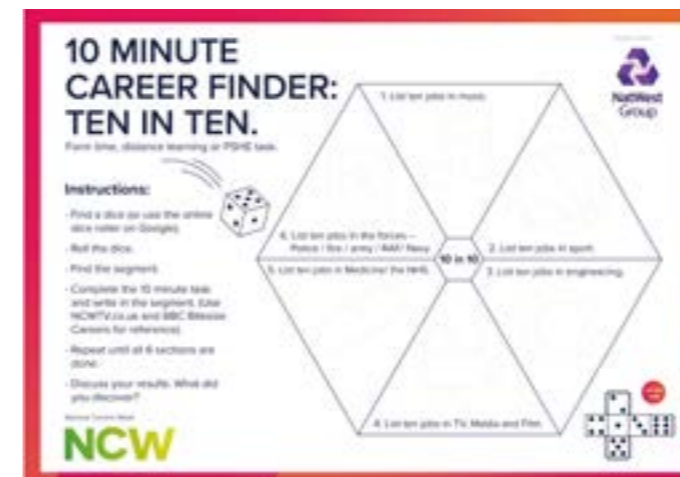 10 MINUTE
CAREER FINDER:
TEN IN TEN.
Form time, distance learning or PSHE task.
Instructions:
- Find a dice (or use the online
dice roller on Google).
- Roll the dice.
- Find the segment.
- Complete the 10 minute task
and write in the segment. (Use
NCWTV.co.uk and BBC Bitesize
Careers for reference).
- Repeat until all 6 sections are
done.
- Discuss your results. What did
you discover?
National Careers Week
NCW
1. List ten jobs in music.
2. List ten jobs in sport.
3. List ten jobs in engineering.
4. List ten jobs in TV, Media and Film.
5. List ten jobs in Medicine/ the NHS.
6. List ten jobs in the forces –
Police / fire / army / RAF/ Navy.
10 in 10
NatWest
Group